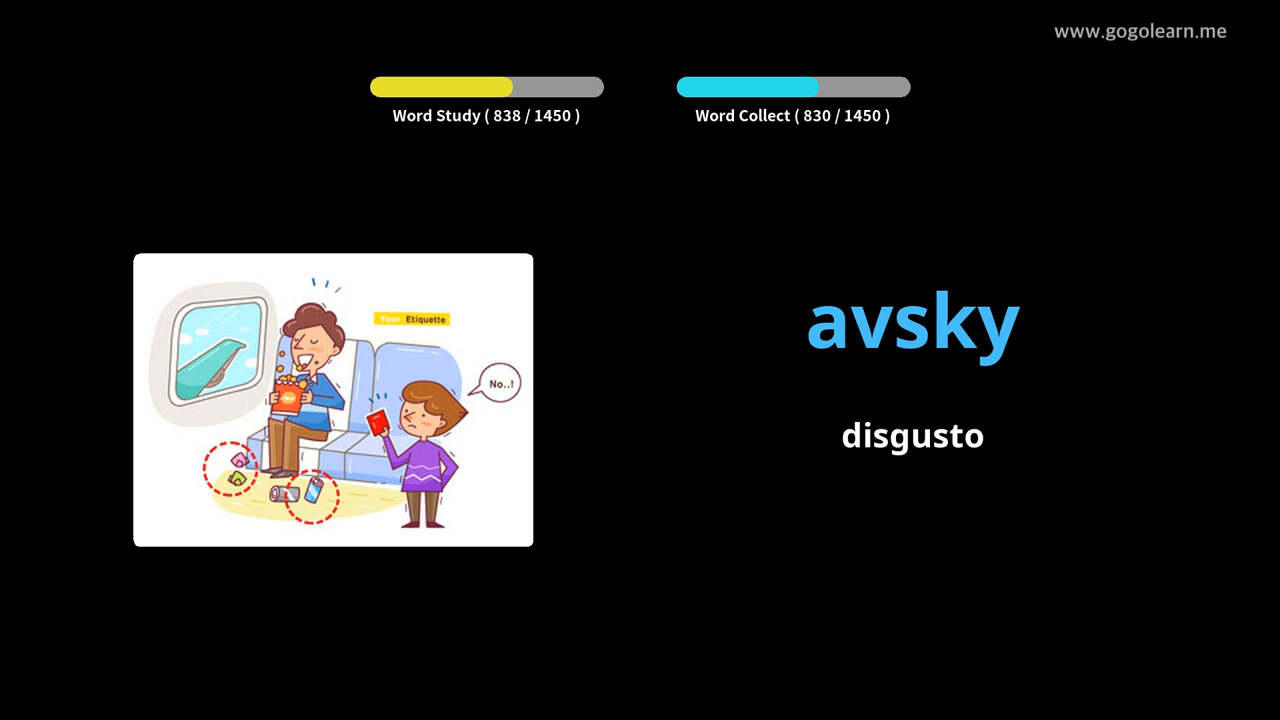 www.gogolearn.me
Word Study ( 838 / 1450 )
Word Collect ( 830 / 1450 )
Your Etiquette
No..!
avsky
disgusto